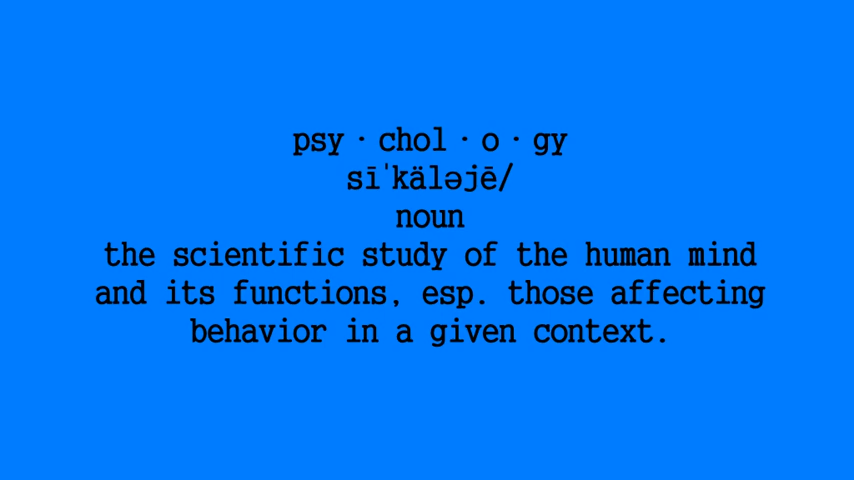 psy · chol · o · gy
sīˈkäləjē/
noun
the scientific study of the human mind
and its functions, esp. those affecting
behavior in a given context.